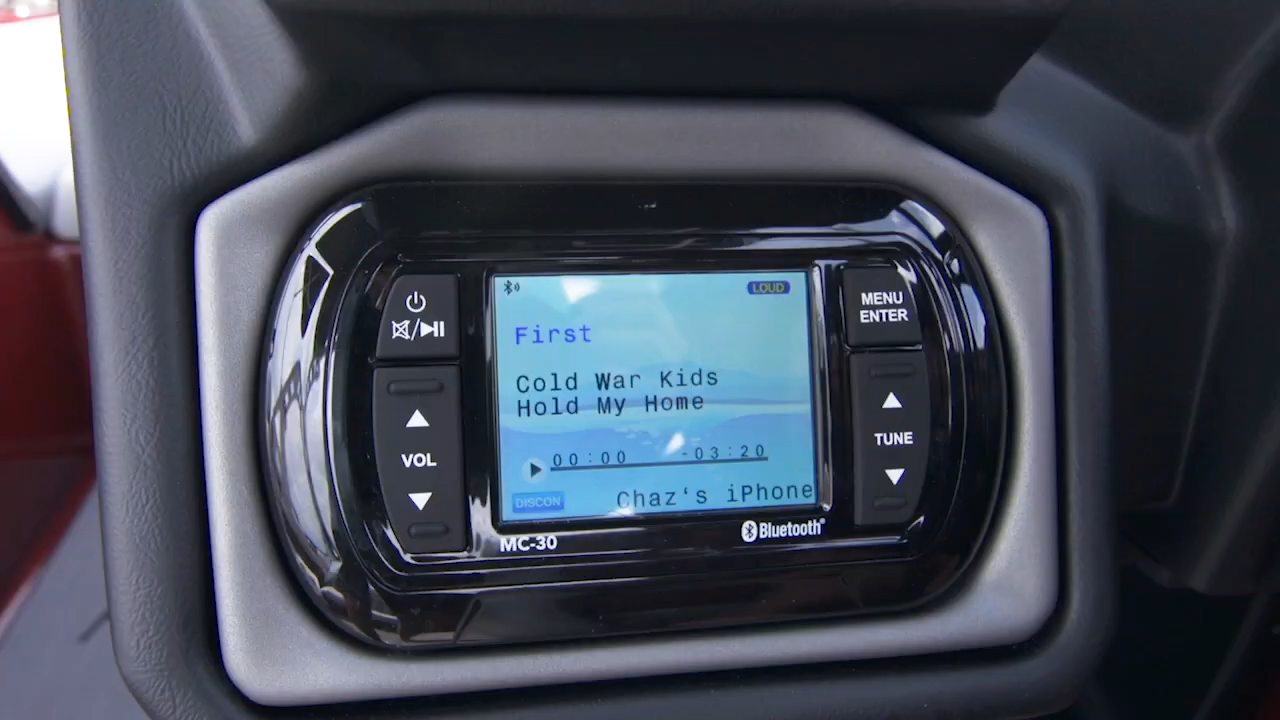 LOUD
First
Cold War Kids
Hold My Home
00:00 -03:20
DISCON Chaz's iPhone
MENU
ENTER
VOL
TUNE
MC-30
Bluetooth®